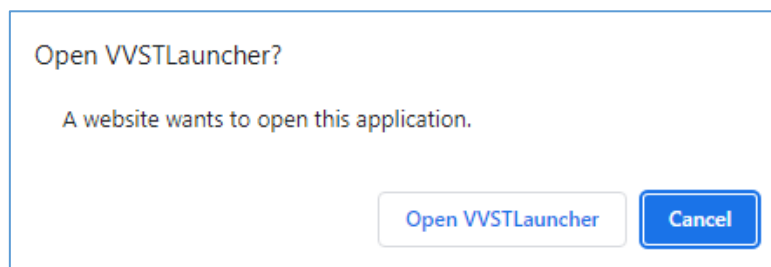 Open VVSTLauncher?
A website wants to open this application.
Open VVSTLauncher Cancel